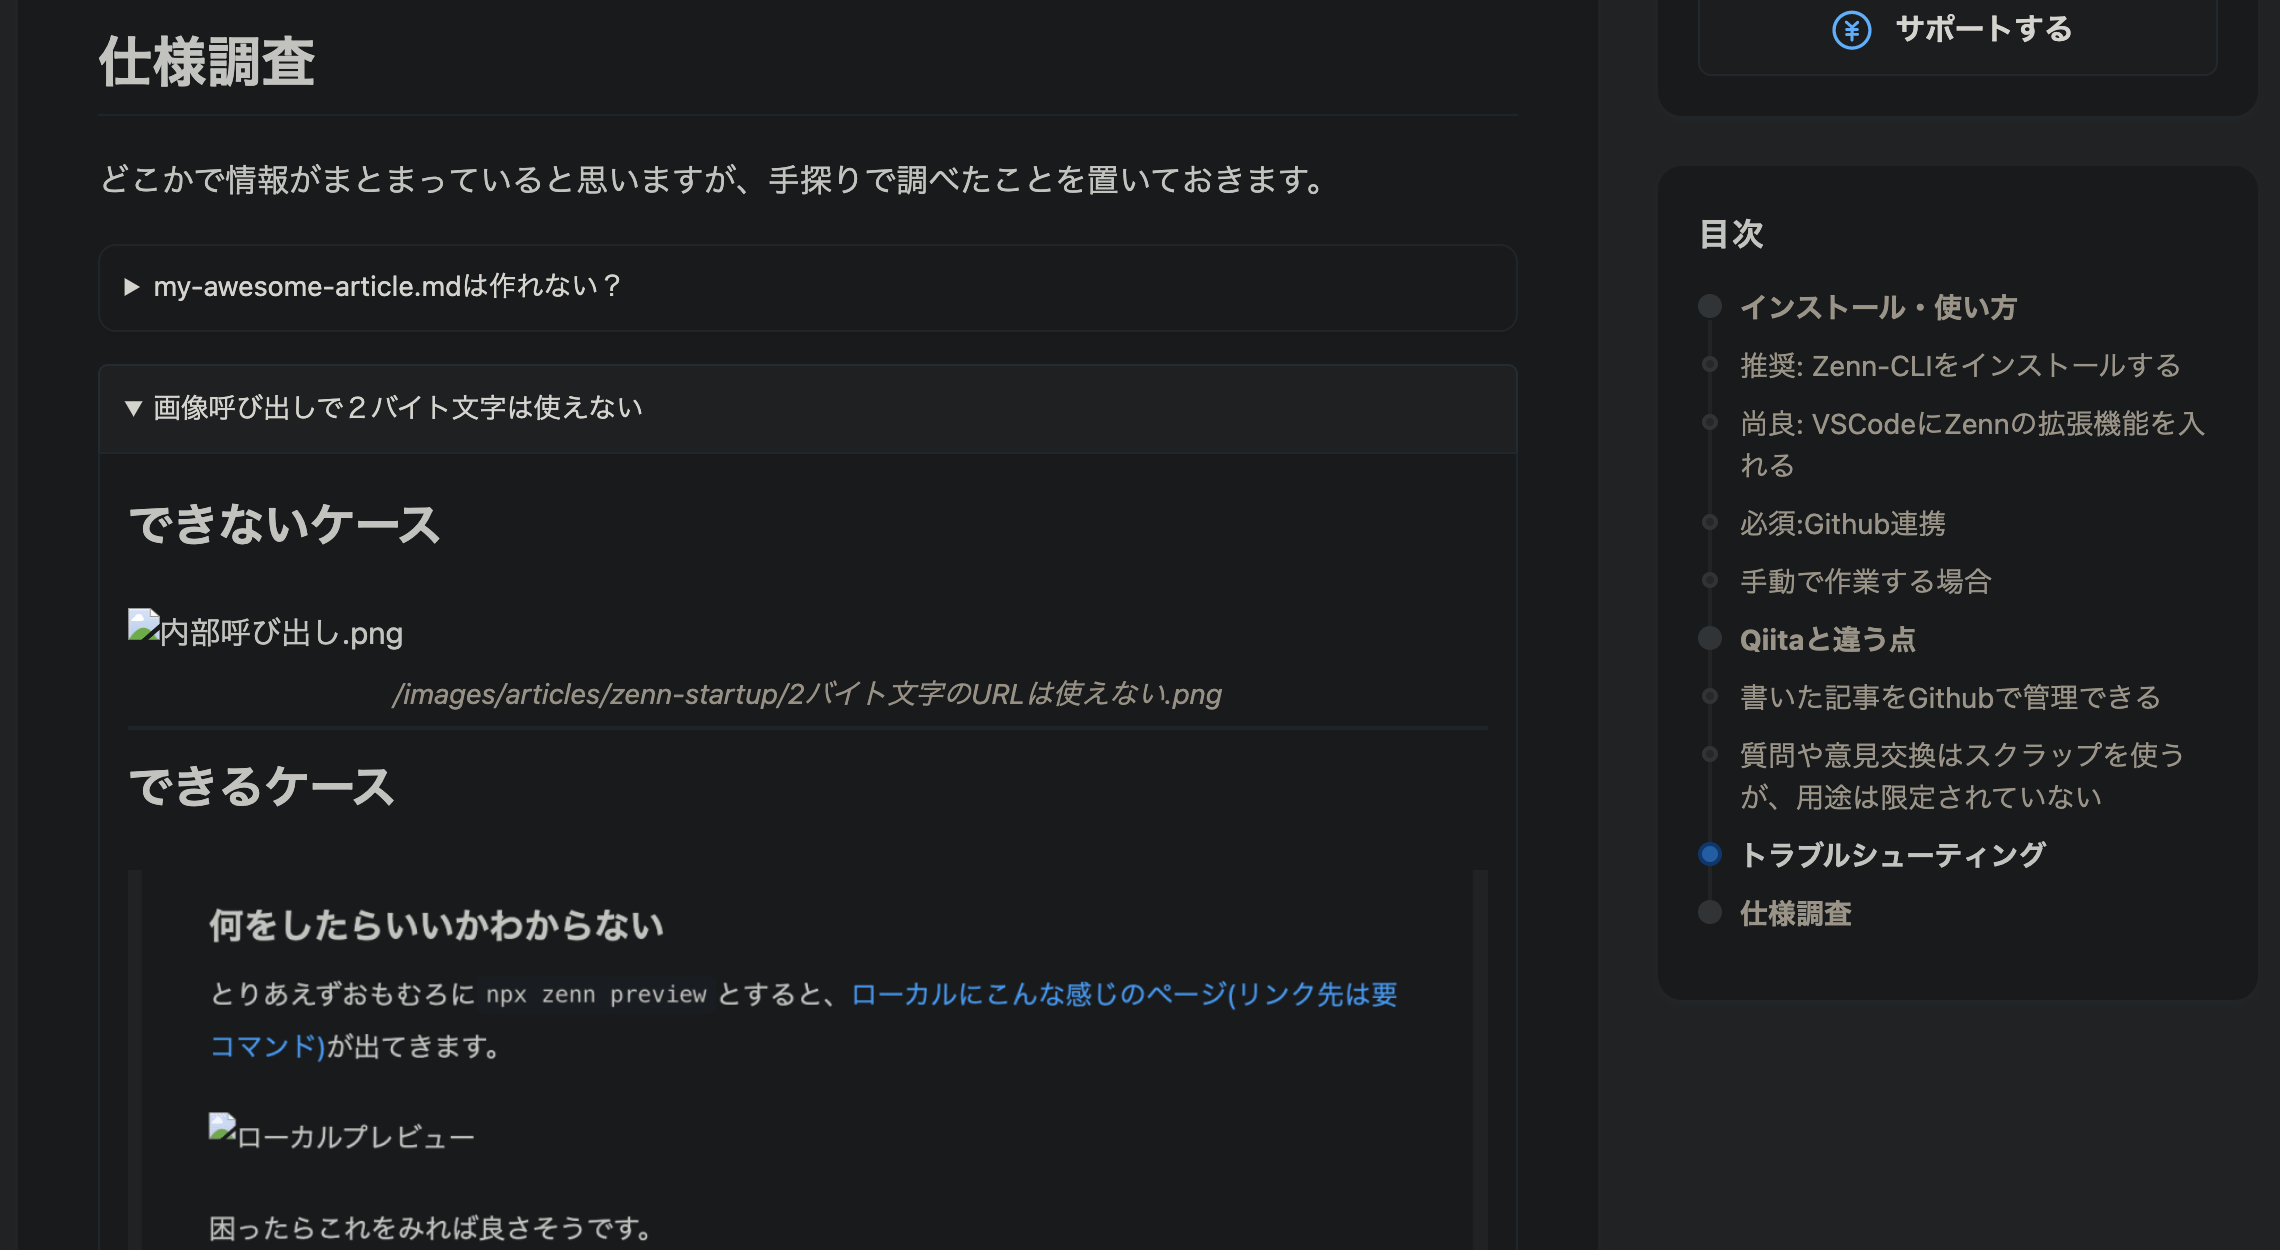 仕様調査
どこかで情報がまとまっていると思いますが、手探りで調べたことを置いておきます。
▶ my-awesome-article.mdは作れない？
▼ 画像呼び出しで２バイト文字は使えない
できないケース
内部呼び出し.png
/images/articles/zenn-startup/2バイト文字のURLは使えない.png
できるケース
何をしたらいいかわからない
とりあえずおもむろに npx zenn preview とすると、ローカルにこんな感じのページ(リンク先は要
コマンド)が出てきます。
ローカルプレビュー
困ったらこれをみれば良さそうです。
¥ サポートする
目次
インストール・使い方
推奨: Zenn-CLIをインストールする
尚良: VSCodeにZennの拡張機能を入
れる
必須:Github連携
手動で作業する場合
Qiitaと違う点
書いた記事をGithubで管理できる
質問や意見交換はスクラップを使う
が、用途は限定されていない
トラブルシューティング
仕様調査